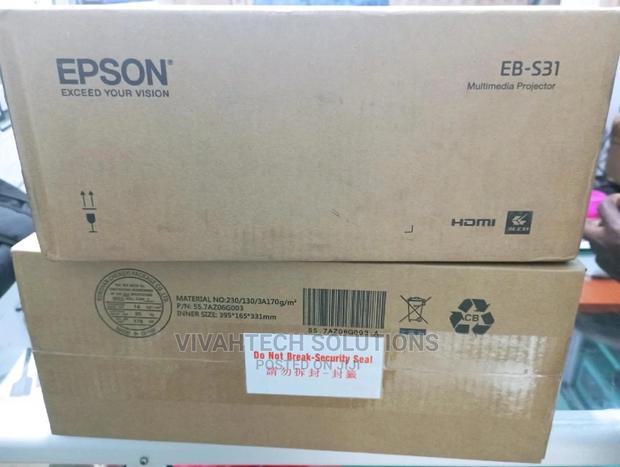 EPSON
EXCEED YOUR VISION
EB-S31
Multimedia Projector
HDMI
3LCD
MATERIAL NO:230/130/3A170g/m²
P/N: 55.7AZ06G003
INNER SIZE: 395*165*331mm
55.7AZ06G003-A
CB
VIVAHTECH SOLUTIONS
Do Not Break-Security Seal
POSTED ON JIJI
請勿拆封-封籤